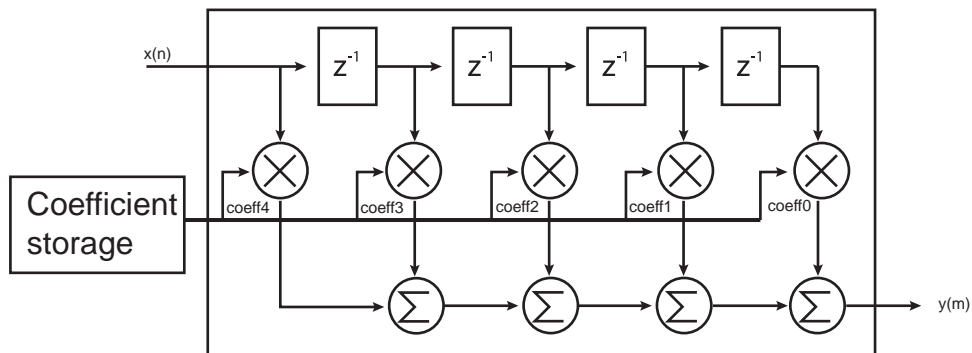 x(n)
z-1
z-1
z-1
z-1
Coefficient
storage
coeff4
coeff3
coeff2
coeff1
coeff0
Σ
Σ
Σ
Σ
y(m)